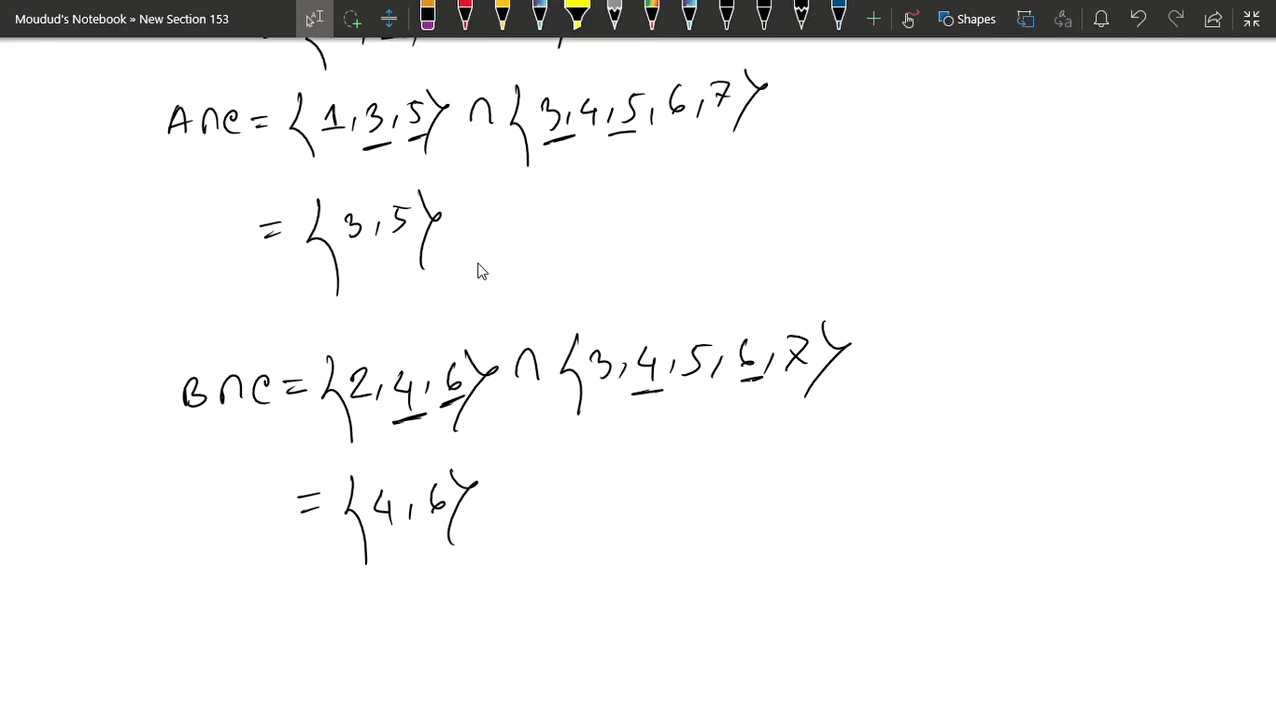 Moudud's Notebook » New Section 153
Shapes
A∩C = {1, 3, 5} ∩ {3, 4, 5, 6, 7}
= {3, 5}
B∩C = {2, 4, 6} ∩ {3, 4, 5, 6, 7}
= {4, 6}